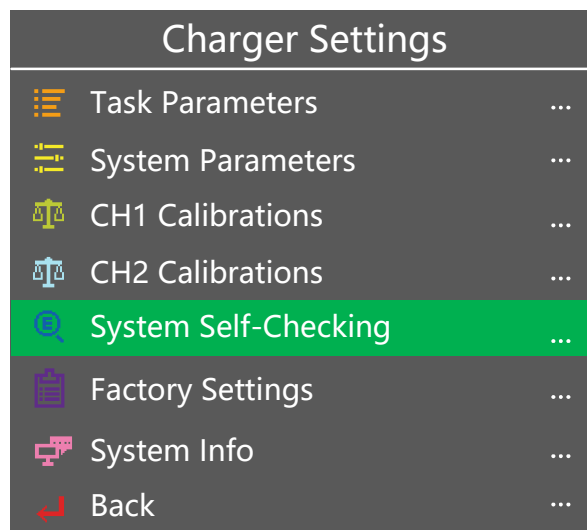 Charger Settings
Task Parameters ...
System Parameters ...
CH1 Calibrations ...
CH2 Calibrations ...
E System Self-Checking ...
Factory Settings ...
System Info ...
Back ...